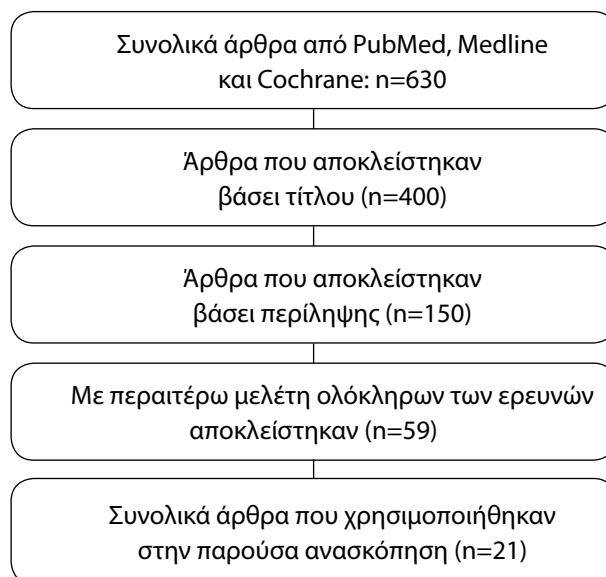 Συνολικά άρθρα από PubMed, Medline
και Cochrane: n=630
Άρθρα που αποκλείστηκαν
βάσει τίτλου (n=400)
Άρθρα που αποκλείστηκαν
βάσει περίληψης (n=150)
Με περαιτέρω μελέτη ολόκληρων των ερευνών
αποκλείστηκαν (n=59)
Συνολικά άρθρα που χρησιμοποιήθηκαν
στην παρούσα ανασκόπηση (n=21)